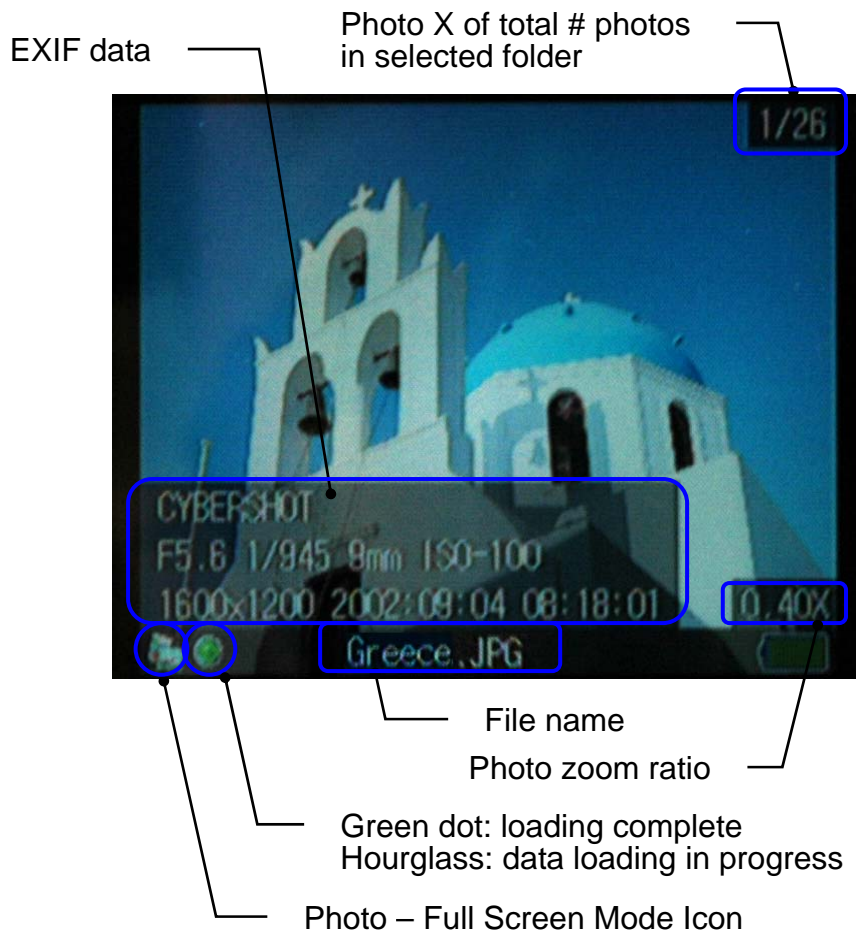 Photo X of total # photos
in selected folder
EXIF data
1/26
CYBERSHOT
F5.6 1/945 9mm ISO-100
1600x1200 2002:09:04 08:18:01
0.40X
Greece.JPG
File name
Photo zoom ratio
Green dot: loading complete
Hourglass: data loading in progress
Photo – Full Screen Mode Icon